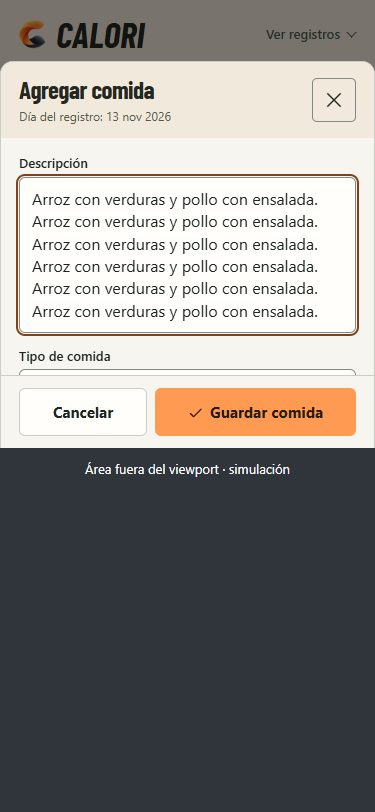 CALORI
Ver registros
Agregar comida
Día del registro: 13 nov 2026
Descripción
Arroz con verduras y pollo con ensalada.
Arroz con verduras y pollo con ensalada.
Arroz con verduras y pollo con ensalada.
Arroz con verduras y pollo con ensalada.
Arroz con verduras y pollo con ensalada.
Arroz con verduras y pollo con ensalada.
Tipo de comida
Cancelar
Guardar comida
Área fuera del viewport · simulación